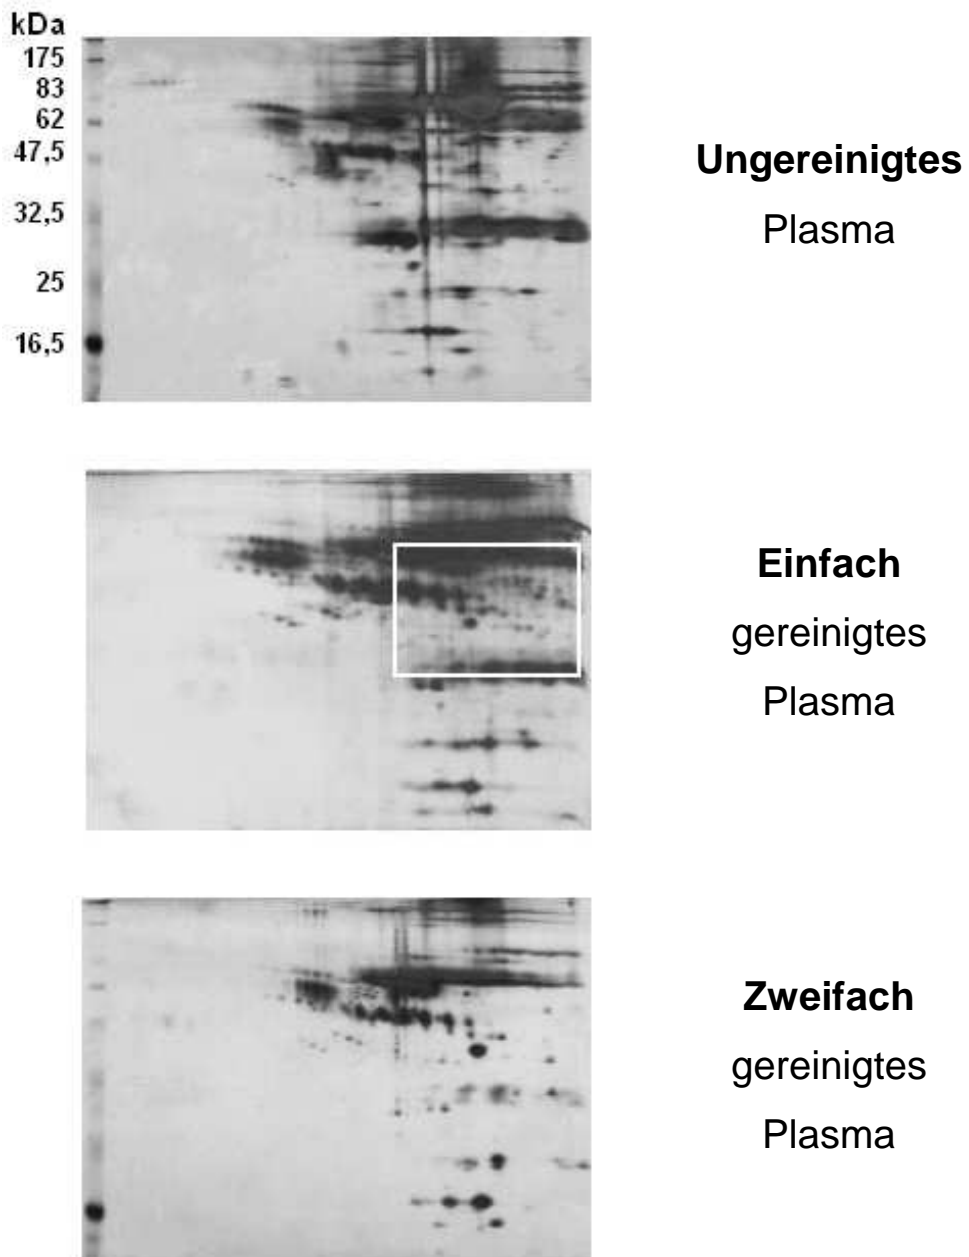 kDa
175
83
62
47,5
32,5
25
16,5
Ungereinigtes
Plasma
Einfach
gereinigtes
Plasma
Zweifach
gereinigtes
Plasma